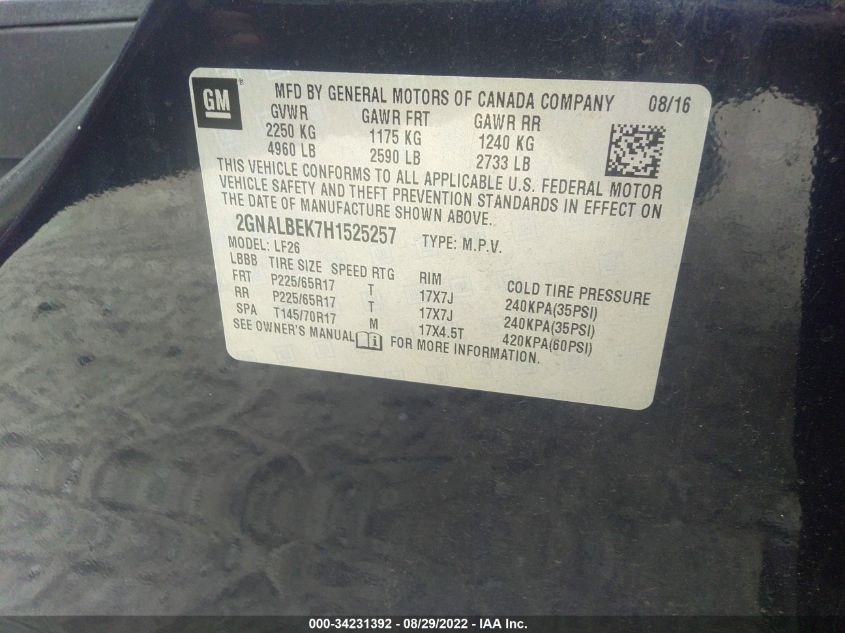 GM ® MFD BY GENERAL MOTORS OF CANADA COMPANY 08/16
GVWR GAWR FRT GAWR RR
2250 KG 1175 KG 1240 KG
4960 LB 2590 LB 2733 LB
THIS VEHICLE CONFORMS TO ALL APPLICABLE U.S. FEDERAL MOTOR
VEHICLE SAFETY AND THEFT PREVENTION STANDARDS IN EFFECT ON
THE DATE OF MANUFACTURE SHOWN ABOVE.
2GNALBEK7H1525257 TYPE: M.P.V.
MODEL: LF26
LBBB TIRE SIZE SPEED RTG RIM COLD TIRE PRESSURE
FRT P225/65R17 T 17X7J 240KPA(35PSI)
RR P225/65R17 T 17X7J 240KPA(35PSI)
SPA T145/70R17 M 17X4.5T 420KPA(60PSI)
SEE OWNER'S MANUAL i FOR MORE INFORMATION.
000-34231392 - 08/29/2022 - IAA Inc.